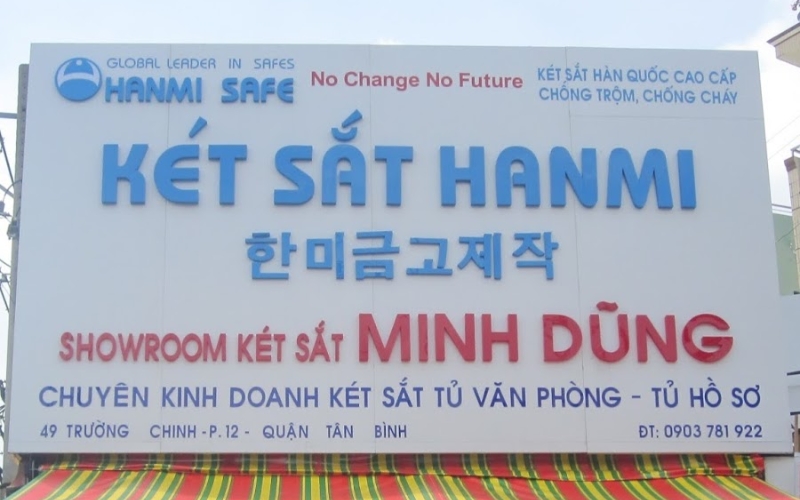 GLOBAL LEADER IN SAFES
HANMI SAFE
No Change No Future
KÉT SẮT HÀN QUỐC CAO CẤP
CHỐNG TRỘM, CHỐNG CHÁY
KÉT SẮT HANMI
한미금고제작
SHOWROOM KÉT SẮT MINH DŨNG
CHUYÊN KINH DOANH KÉT SẮT TỦ VĂN PHÒNG - TỦ HỒ SƠ
49 TRƯỜNG CHINH - P. 12 - QUẬN TÂN BÌNH ĐT: 0903 781 922